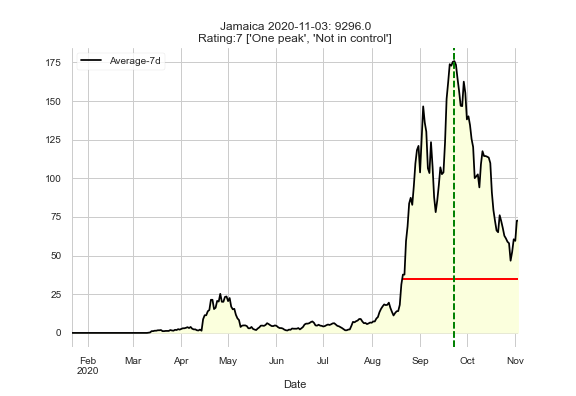 Jamaica 2020-11-03: 9296.0
Rating:7 ['One peak', 'Not in control']
Average-7d
175
150
125
100
75
50
25
0
Feb Mar Apr May Jun Jul Aug Sep Oct Nov
2020
Date